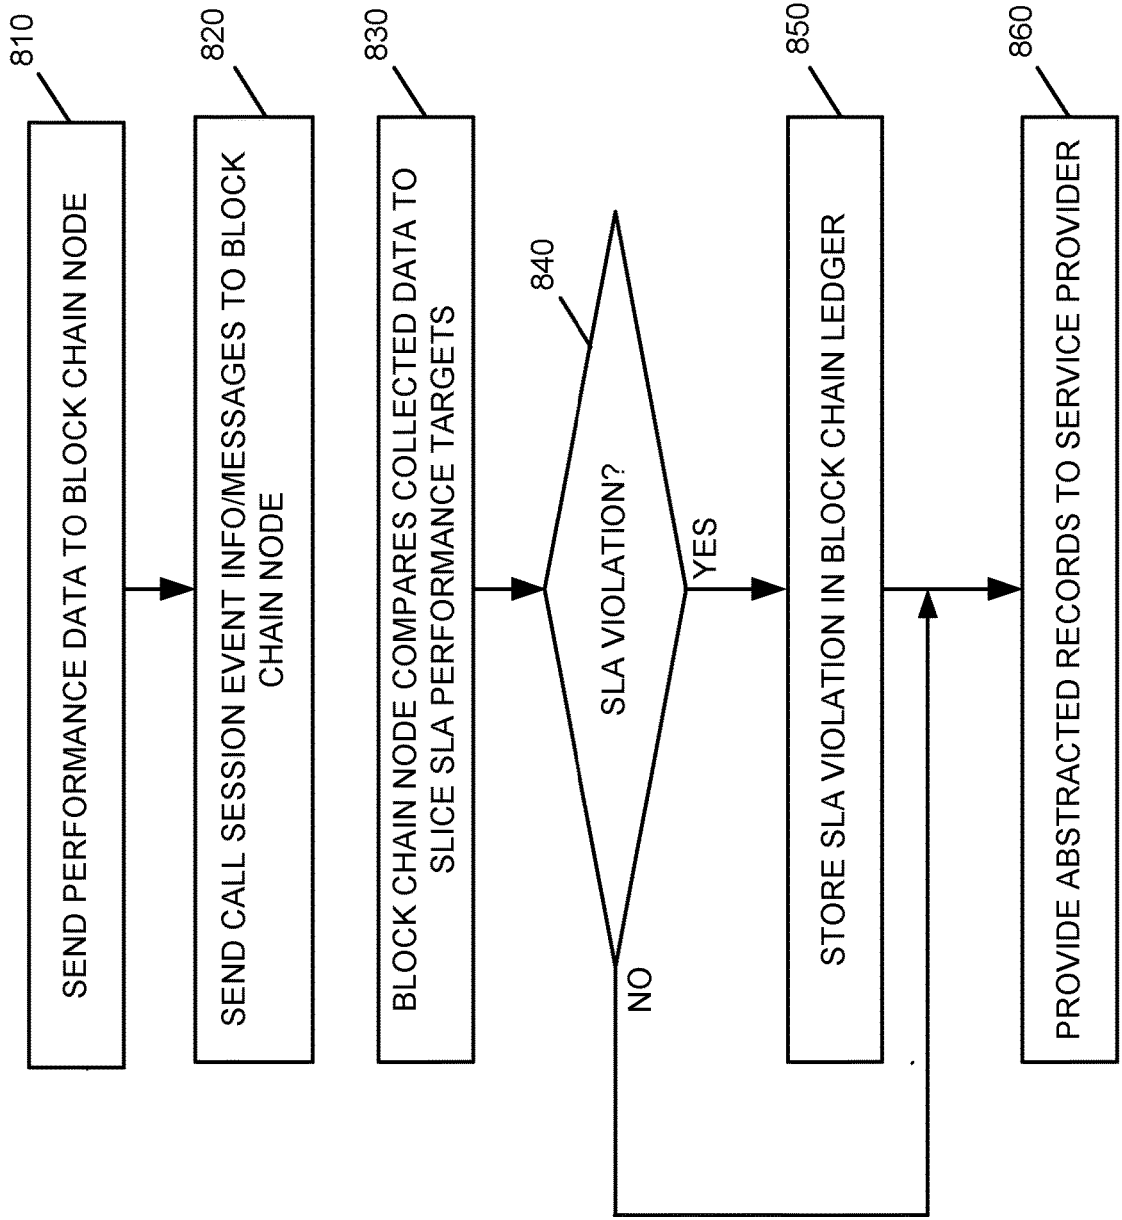 810
SEND PERFORMANCE DATA TO BLOCK CHAIN NODE
820
SEND CALL SESSION EVENT INFO/MESSAGES TO BLOCK
CHAIN NODE
830
BLOCK CHAIN NODE COMPARES COLLECTED DATA TO
SLICE SLA PERFORMANCE TARGETS
840
SLA VIOLATION?
NO
YES
850
STORE SLA VIOLATION IN BLOCK CHAIN LEDGER
860
PROVIDE ABSTRACTED RECORDS TO SERVICE PROVIDER